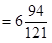 = 6 94/121